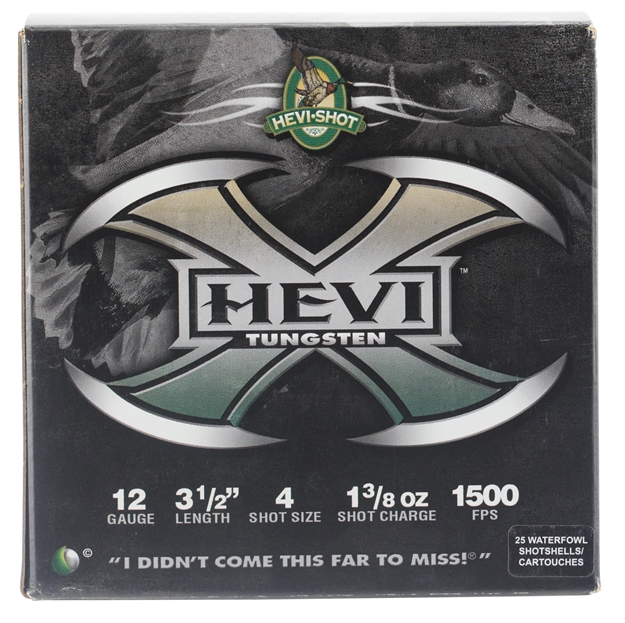 HEVI•SHOT
HEVI ™
TUNGSTEN
12 3 1/2” 4 1 3/8 OZ 1500
GAUGE LENGTH SHOT SIZE SHOT CHARGE FPS
25 WATERFOWL
SHOTSHELLS/
CARTOUCHES
© "I DIDN'T COME THIS FAR TO MISS!® "